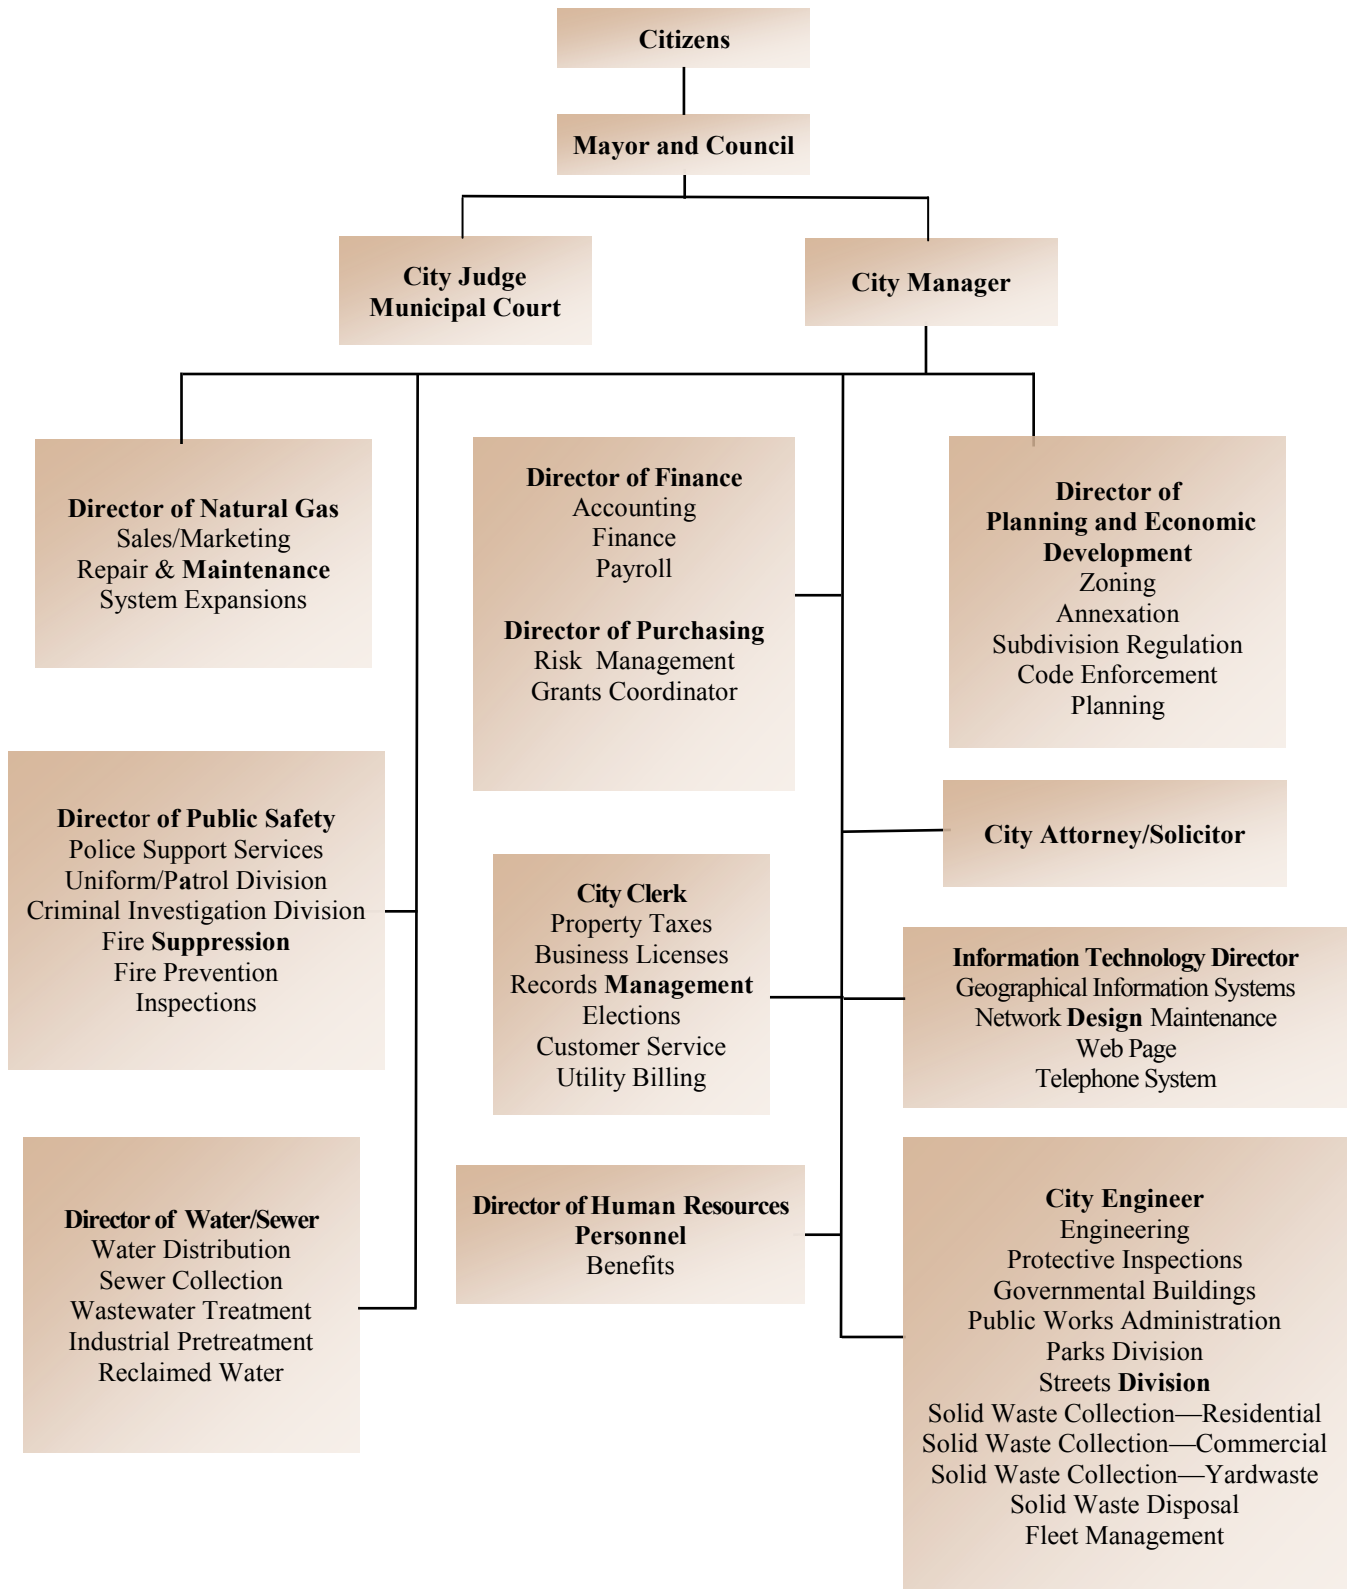 Citizens
Mayor and Council
City Judge
Municipal Court
City Manager
Director of Natural Gas
Sales/Marketing
Repair & Maintenance
System Expansions
Director of Finance
Accounting
Finance
Payroll
Director of Purchasing
Risk Management
Grants Coordinator
Director of
Planning and Economic
Development
Zoning
Annexation
Subdivision Regulation
Code Enforcement
Planning
Director of Public Safety
Police Support Services
Uniform/Patrol Division
Criminal Investigation Division
Fire Suppression
Fire Prevention
Inspections
City Attorney/Solicitor
City Clerk
Property Taxes
Business Licenses
Records Management
Elections
Customer Service
Utility Billing
Information Technology Director
Geographical Information Systems
Network Design Maintenance
Web Page
Telephone System
Director of Water/Sewer
Water Distribution
Sewer Collection
Wastewater Treatment
Industrial Pretreatment
Reclaimed Water
Director of Human Resources
Personnel
Benefits
City Engineer
Engineering
Protective Inspections
Governmental Buildings
Public Works Administration
Parks Division
Streets Division
Solid Waste Collection—Residential
Solid Waste Collection—Commercial
Solid Waste Collection—Yardwaste
Solid Waste Disposal
Fleet Management